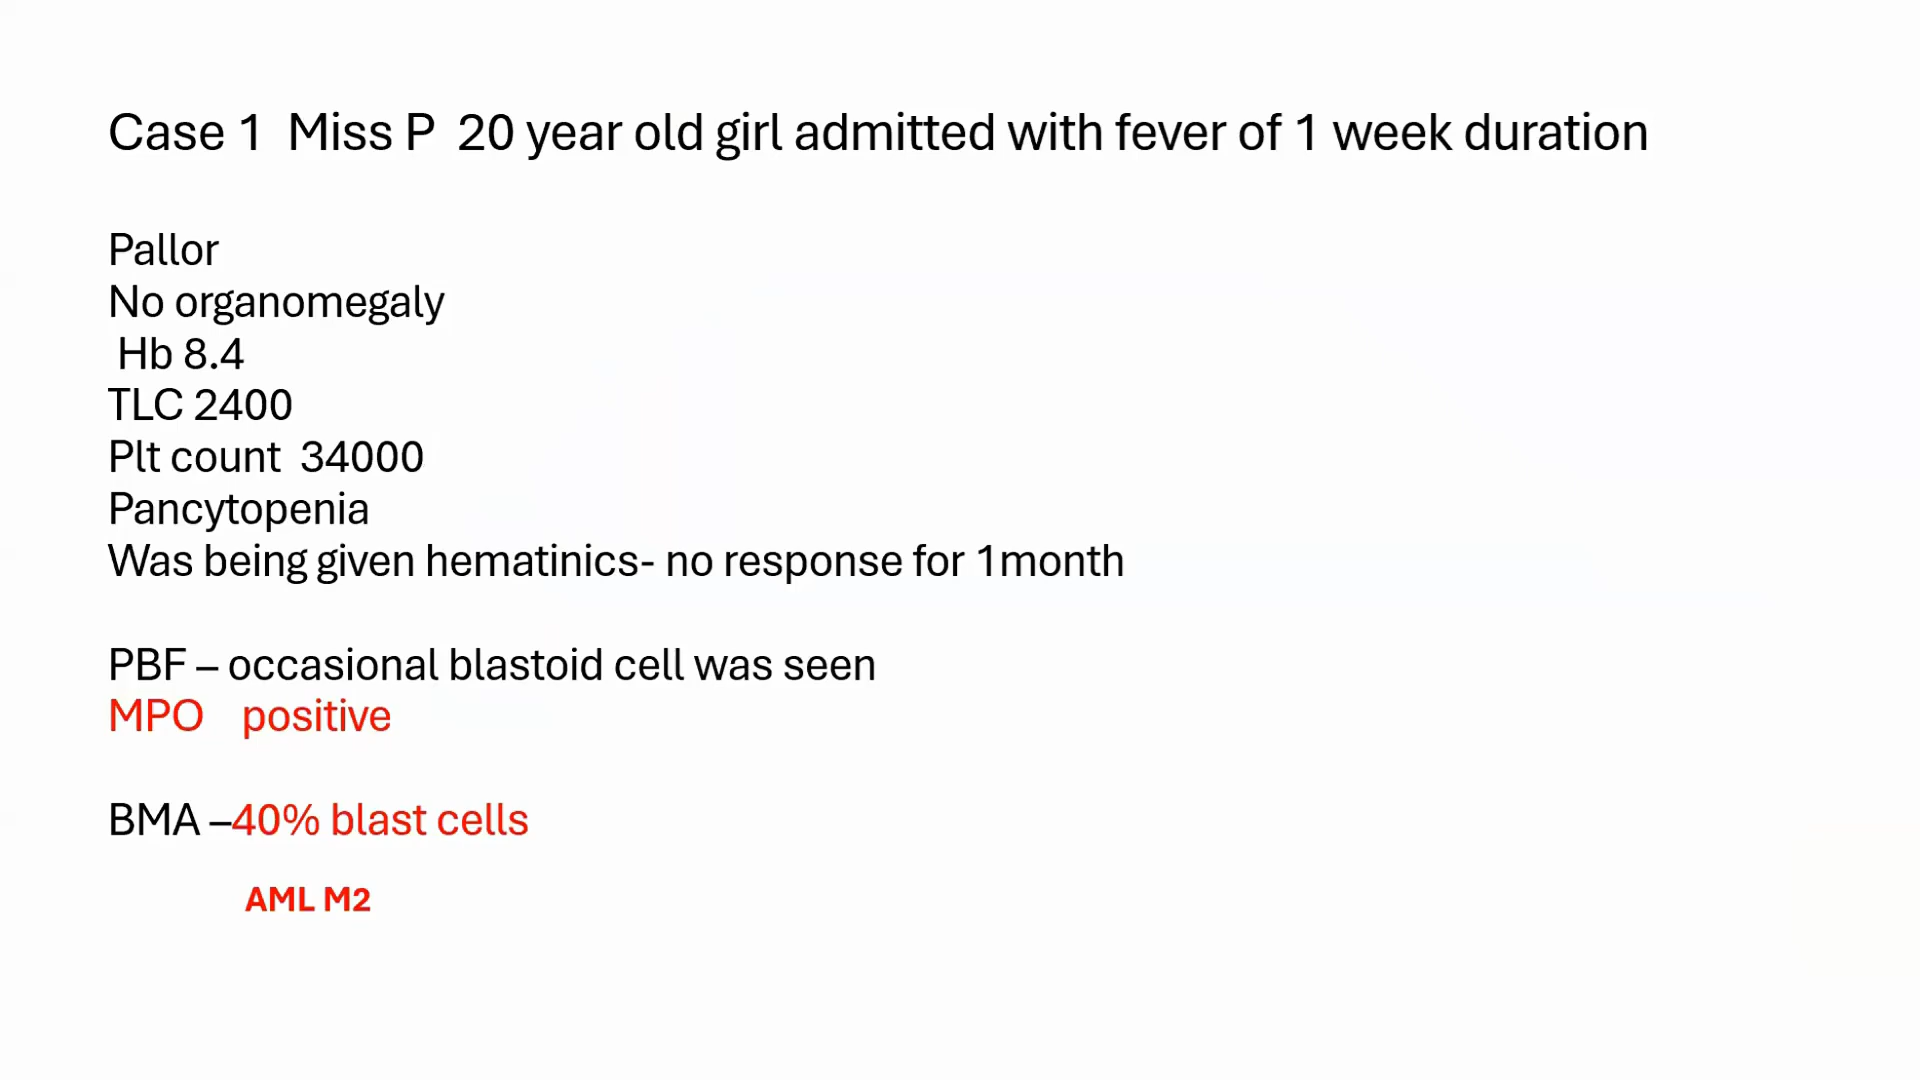 Case 1 Miss P 20 year old girl admitted with fever of 1 week duration
Pallor
No organomegaly
Hb 8.4
TLC 2400
Plt count 34000
Pancytopenia
Was being given hematinics- no response for 1month
PBF – occasional blastoid cell was seen
MPO positive
BMA –40% blast cells
AML M2